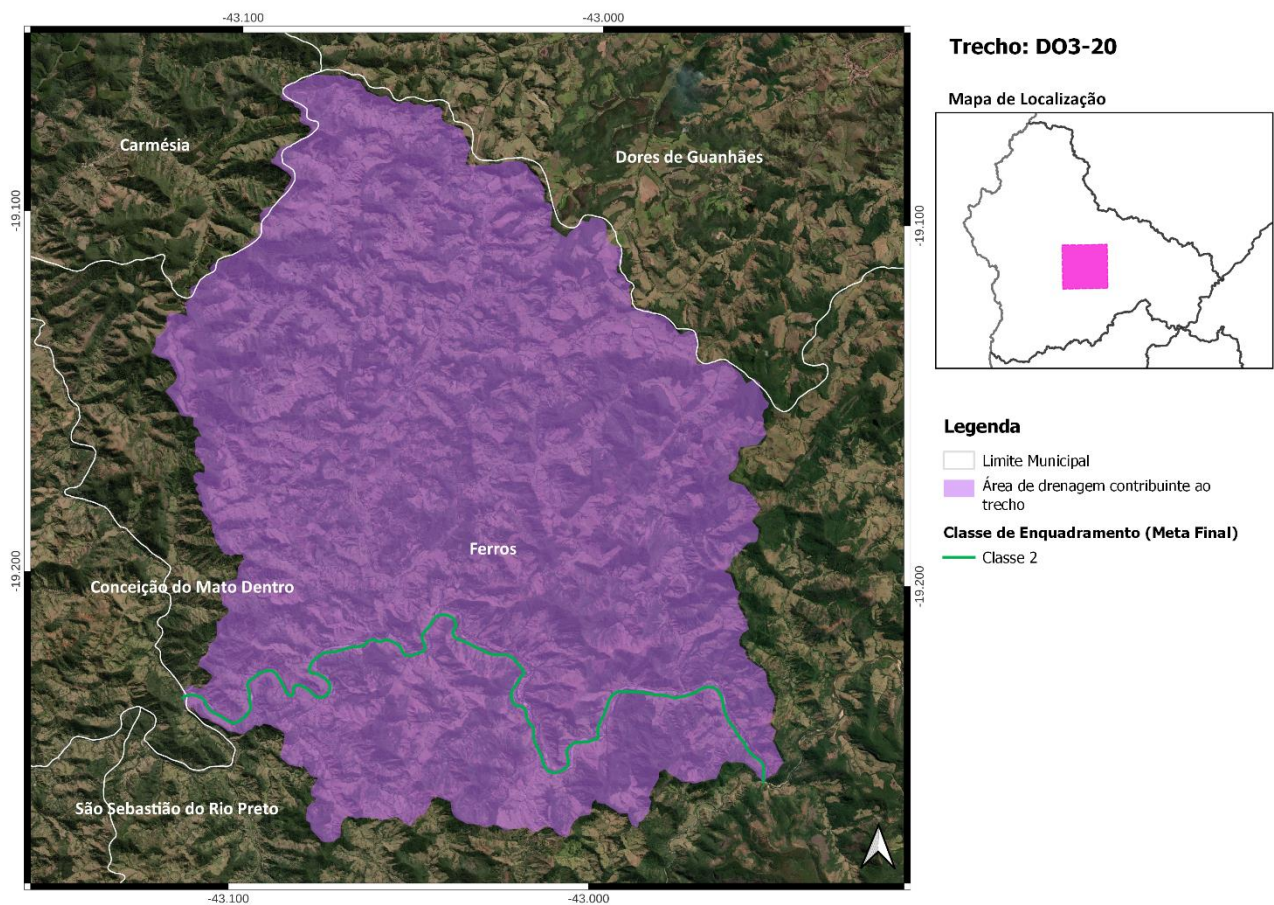 -43.100
-43.000
Trecho: DO3-20
Mapa de Localização
Carmésia
Dores de Guanhães
-19.100
-19.100
Legenda
Limite Municipal
Área de drenagem contribuinte ao
trecho
Classe de Enquadramento (Meta Final)
Classe 2
Ferros
-19.200
-19.200
Conceição do Mato Dentro
São Sebastião do Rio Preto
-43.100
-43.000